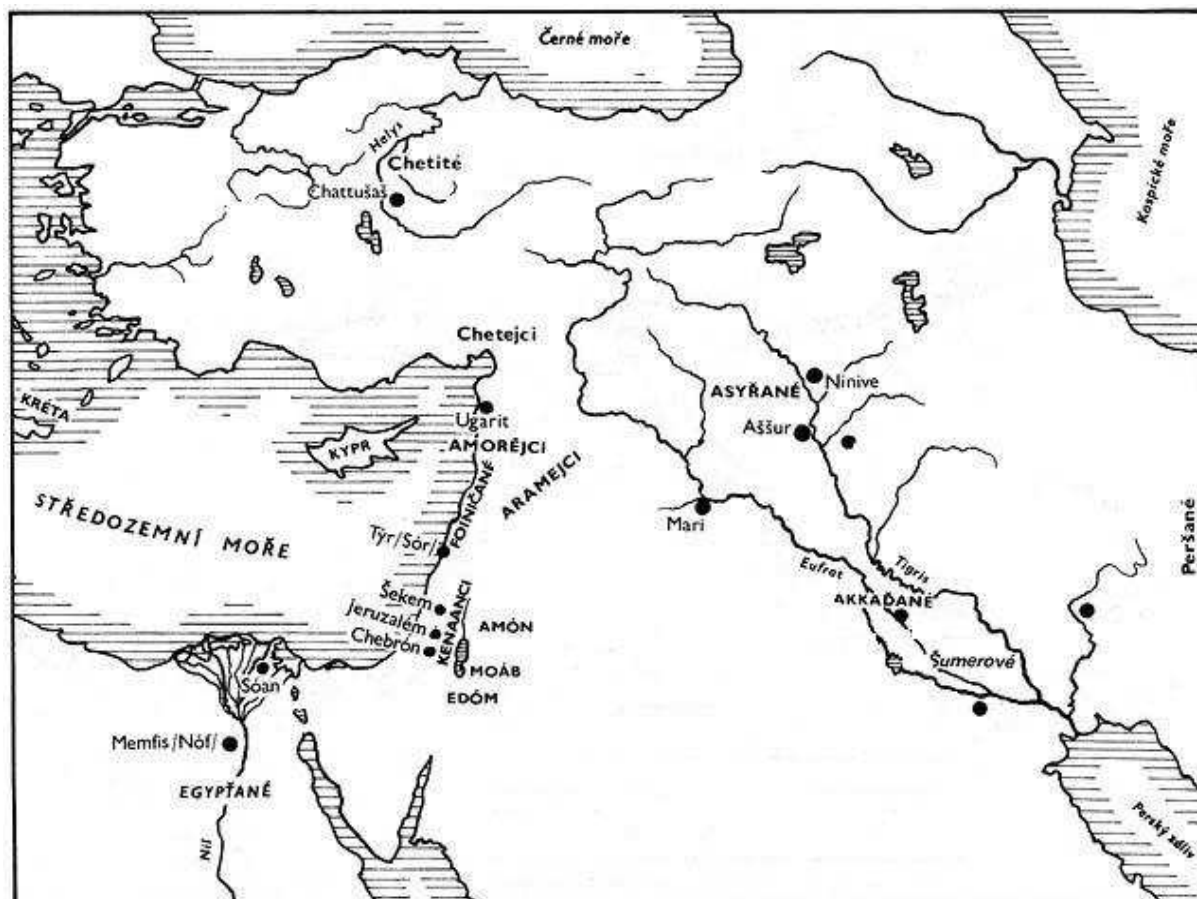 Černé moře
Helys
Chetité
Chattušaš
Kaspické moře
Chetejci
ASYŘANÉ
Ninive
KRÉTA
Ugarit
Aššur
AMORĚJCI
KYPR
ARAMEJCI
Mari
STŘEDOZEMNÍ MOŘE
FOINIČANÉ
Týr/Sór/
Peršané
Eufrat
Tigris
AKKAĎANÉ
Šekem
Jeruzalém
KENAANCI
AMÓN
Chebrón
Šumerové
Sóan
MOÁB
EDÓM
Memfis/Nóf/
EGYPŤANÉ
Nil
Perský záliv